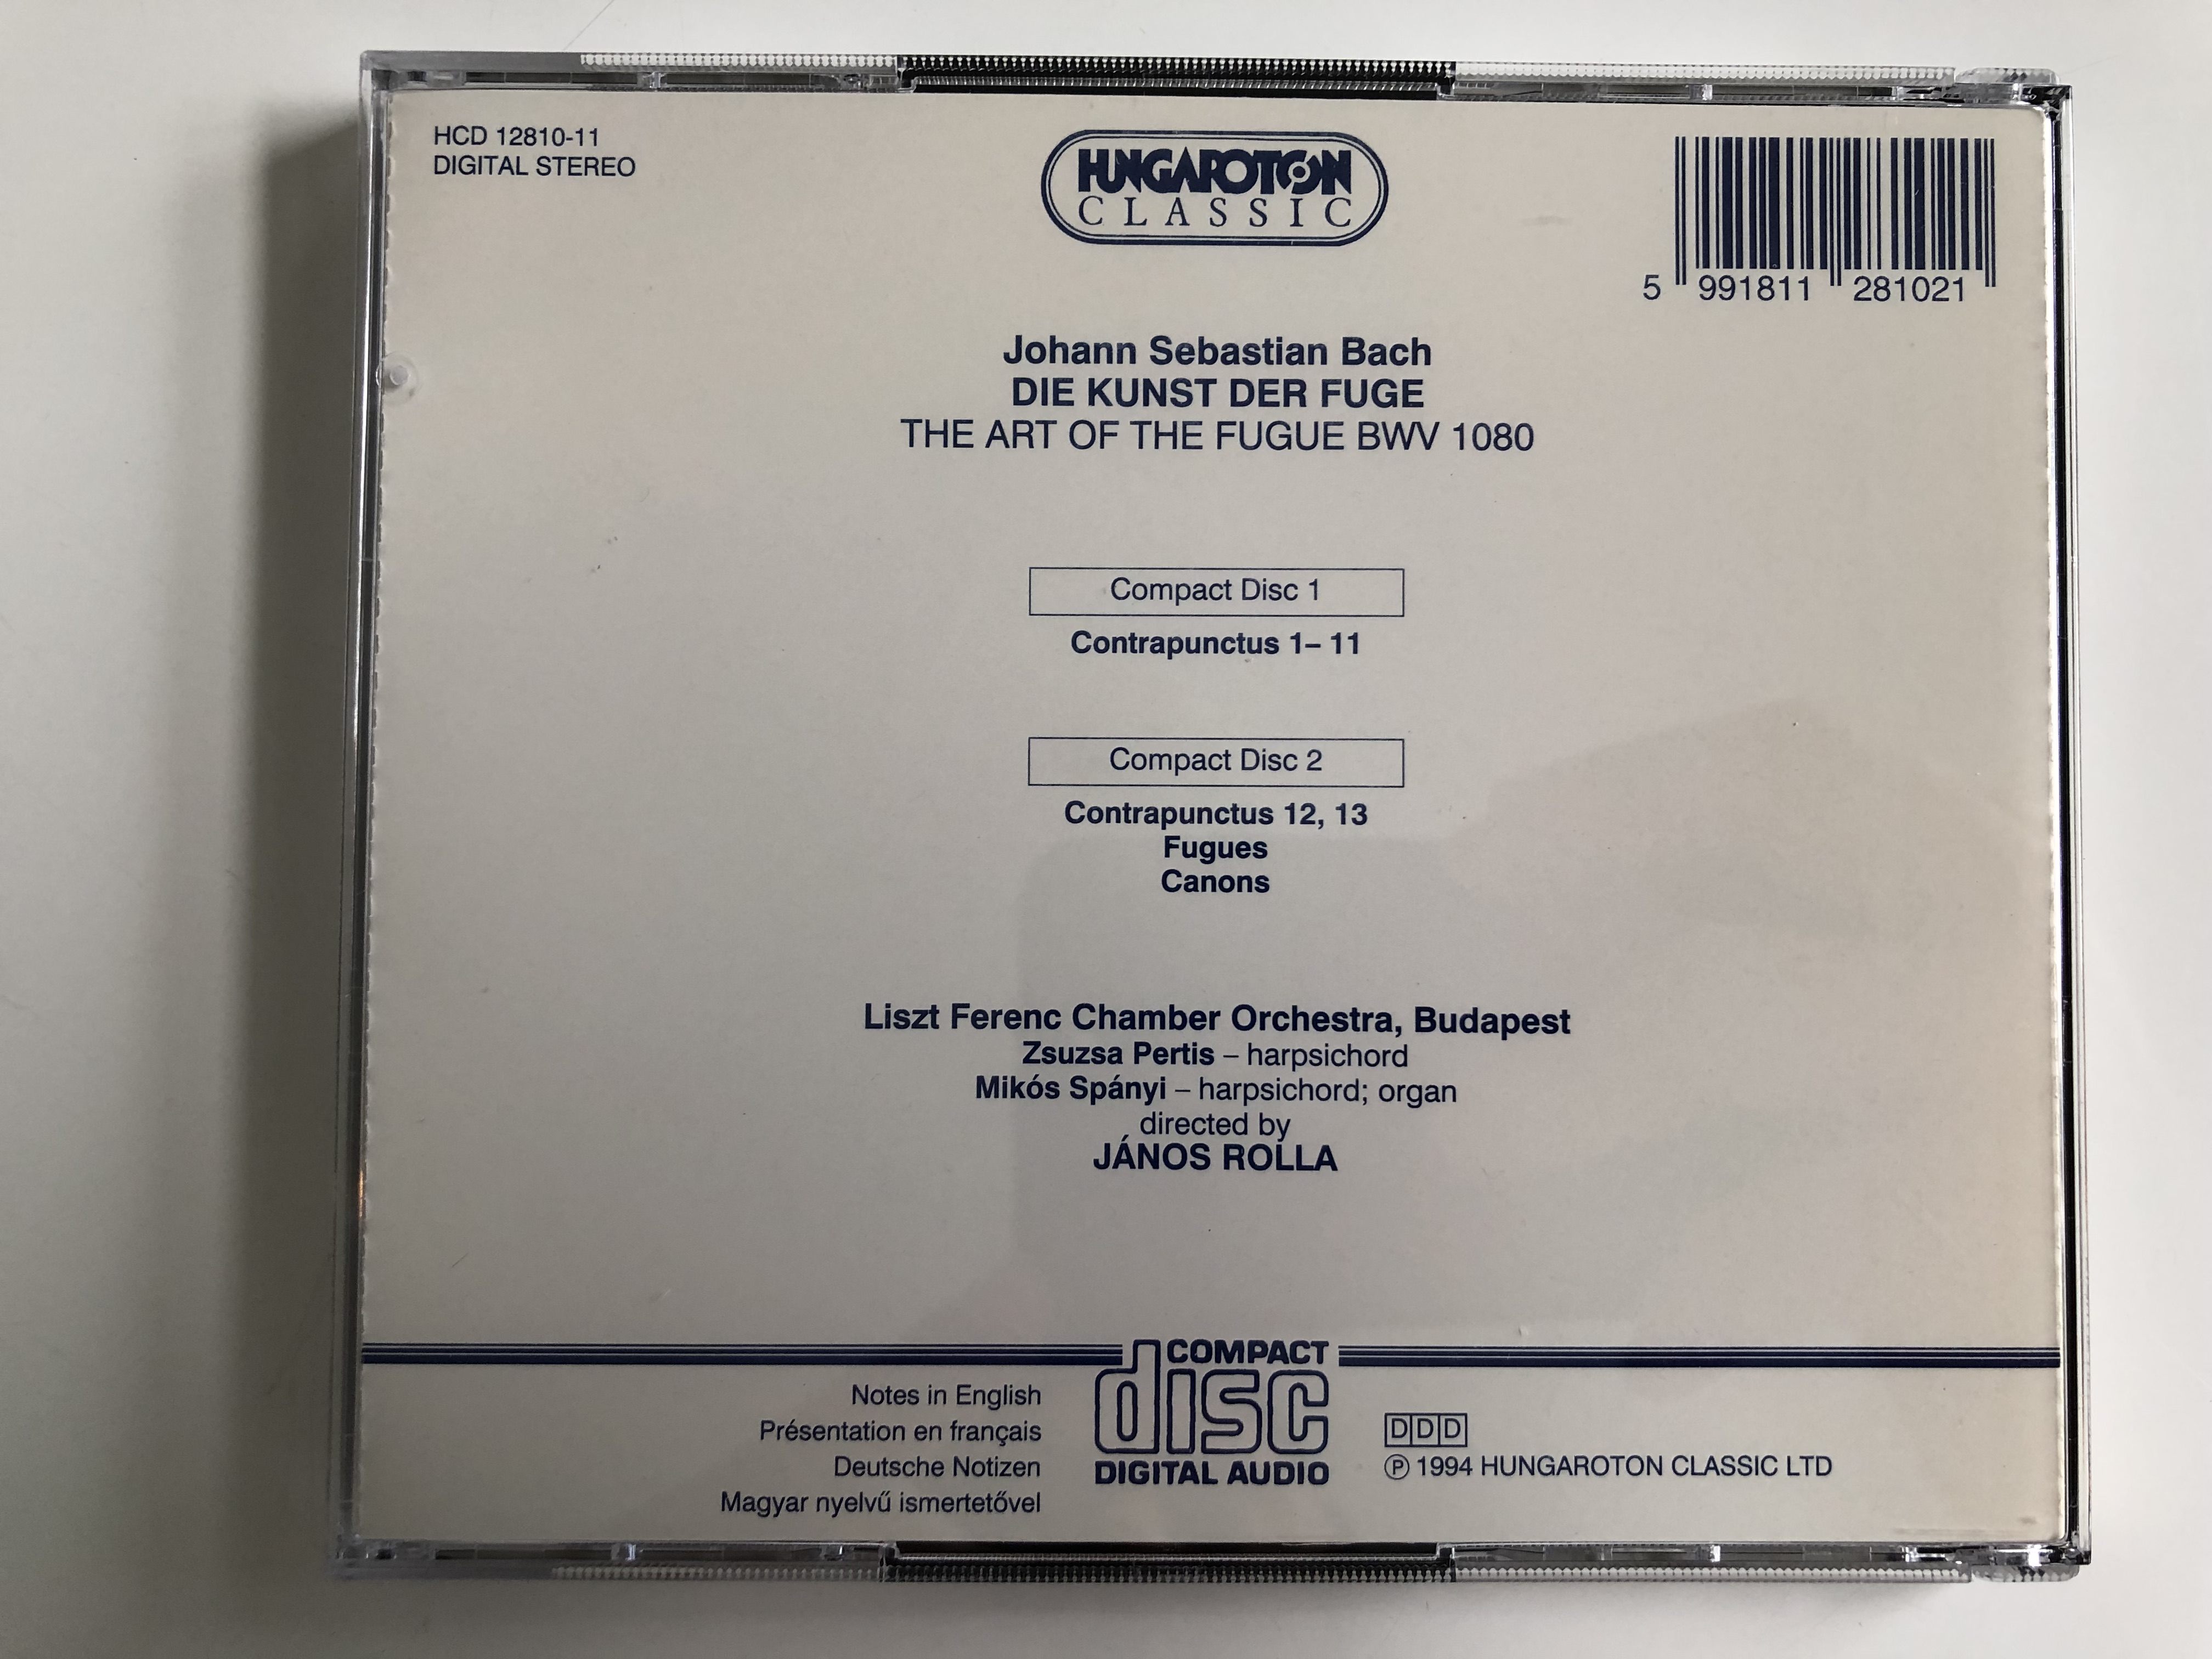 HCD 12810-11
DIGITAL STEREO
HUNGAROTON
CLASSIC
5 991811 281021
Johann Sebastian Bach
DIE KUNST DER FUGE
THE ART OF THE FUGUE BWV 1080
Compact Disc 1
Contrapunctus 1– 11
Compact Disc 2
Contrapunctus 12, 13
Fugues
Canons
Liszt Ferenc Chamber Orchestra, Budapest
Zsuzsa Pertis – harpsichord
Mikós Spányi – harpsichord; organ
directed by
JÁNOS ROLLA
Notes in English
Présentation en français
Deutsche Notizen
Magyar nyelvű ismertetővel
COMPACT
disc
DIGITAL AUDIO
DDD
Ⓟ 1994 HUNGAROTON CLASSIC LTD